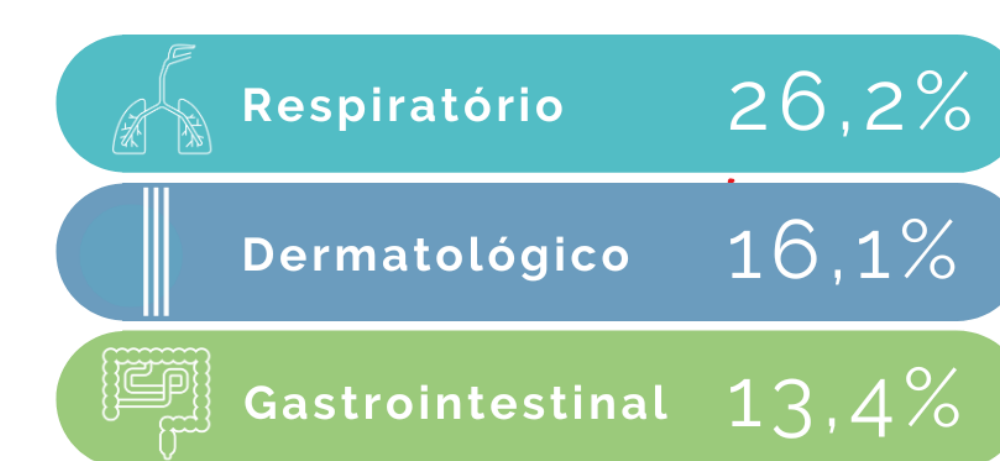 Respiratório 26,2%
Dermatológico 16,1%
Gastrointestinal 13,4%